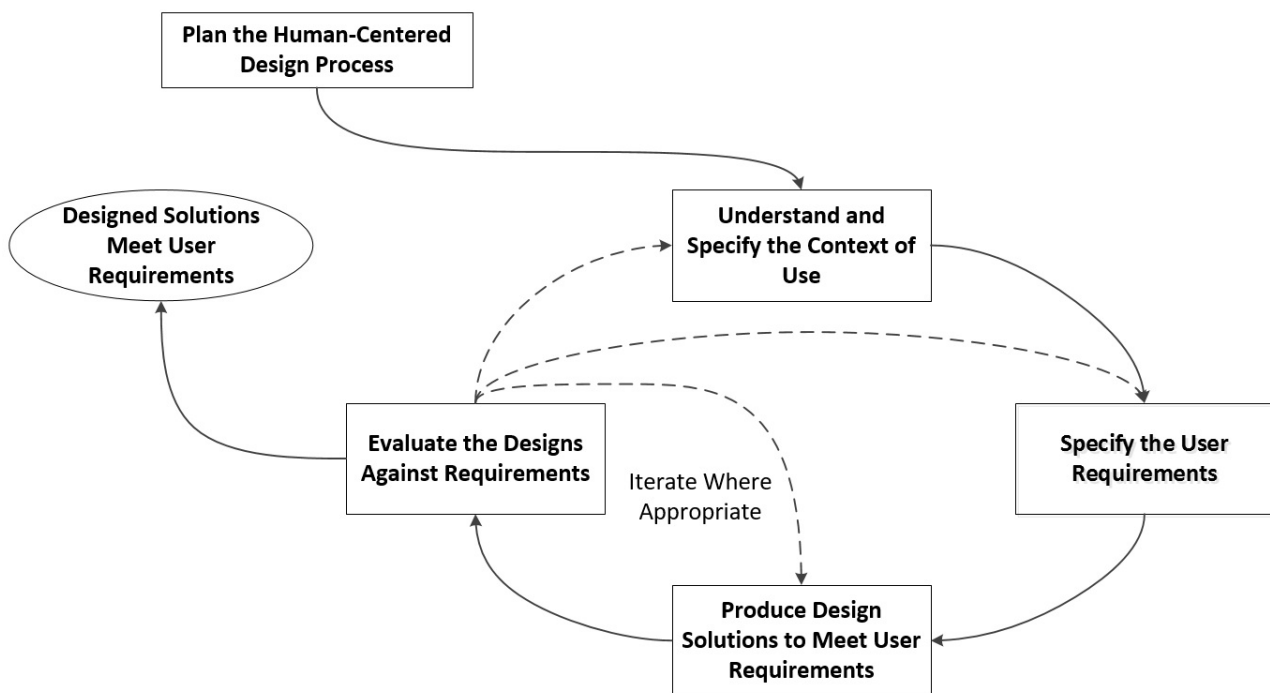 Plan the Human-Centered
Design Process
Designed Solutions
Meet User
Requirements
Understand and
Specify the Context of
Use
Evaluate the Designs
Against Requirements
Specify the User
Requirements
Iterate Where
Appropriate
Produce Design
Solutions to Meet User
Requirements